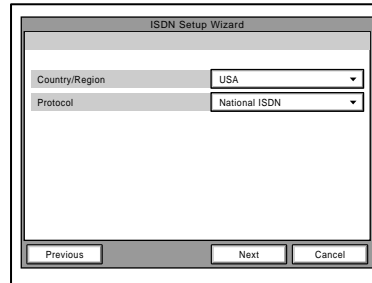 ISDN Setup Wizard
Country/Region USA
Protocol National ISDN
Previous Next Cancel